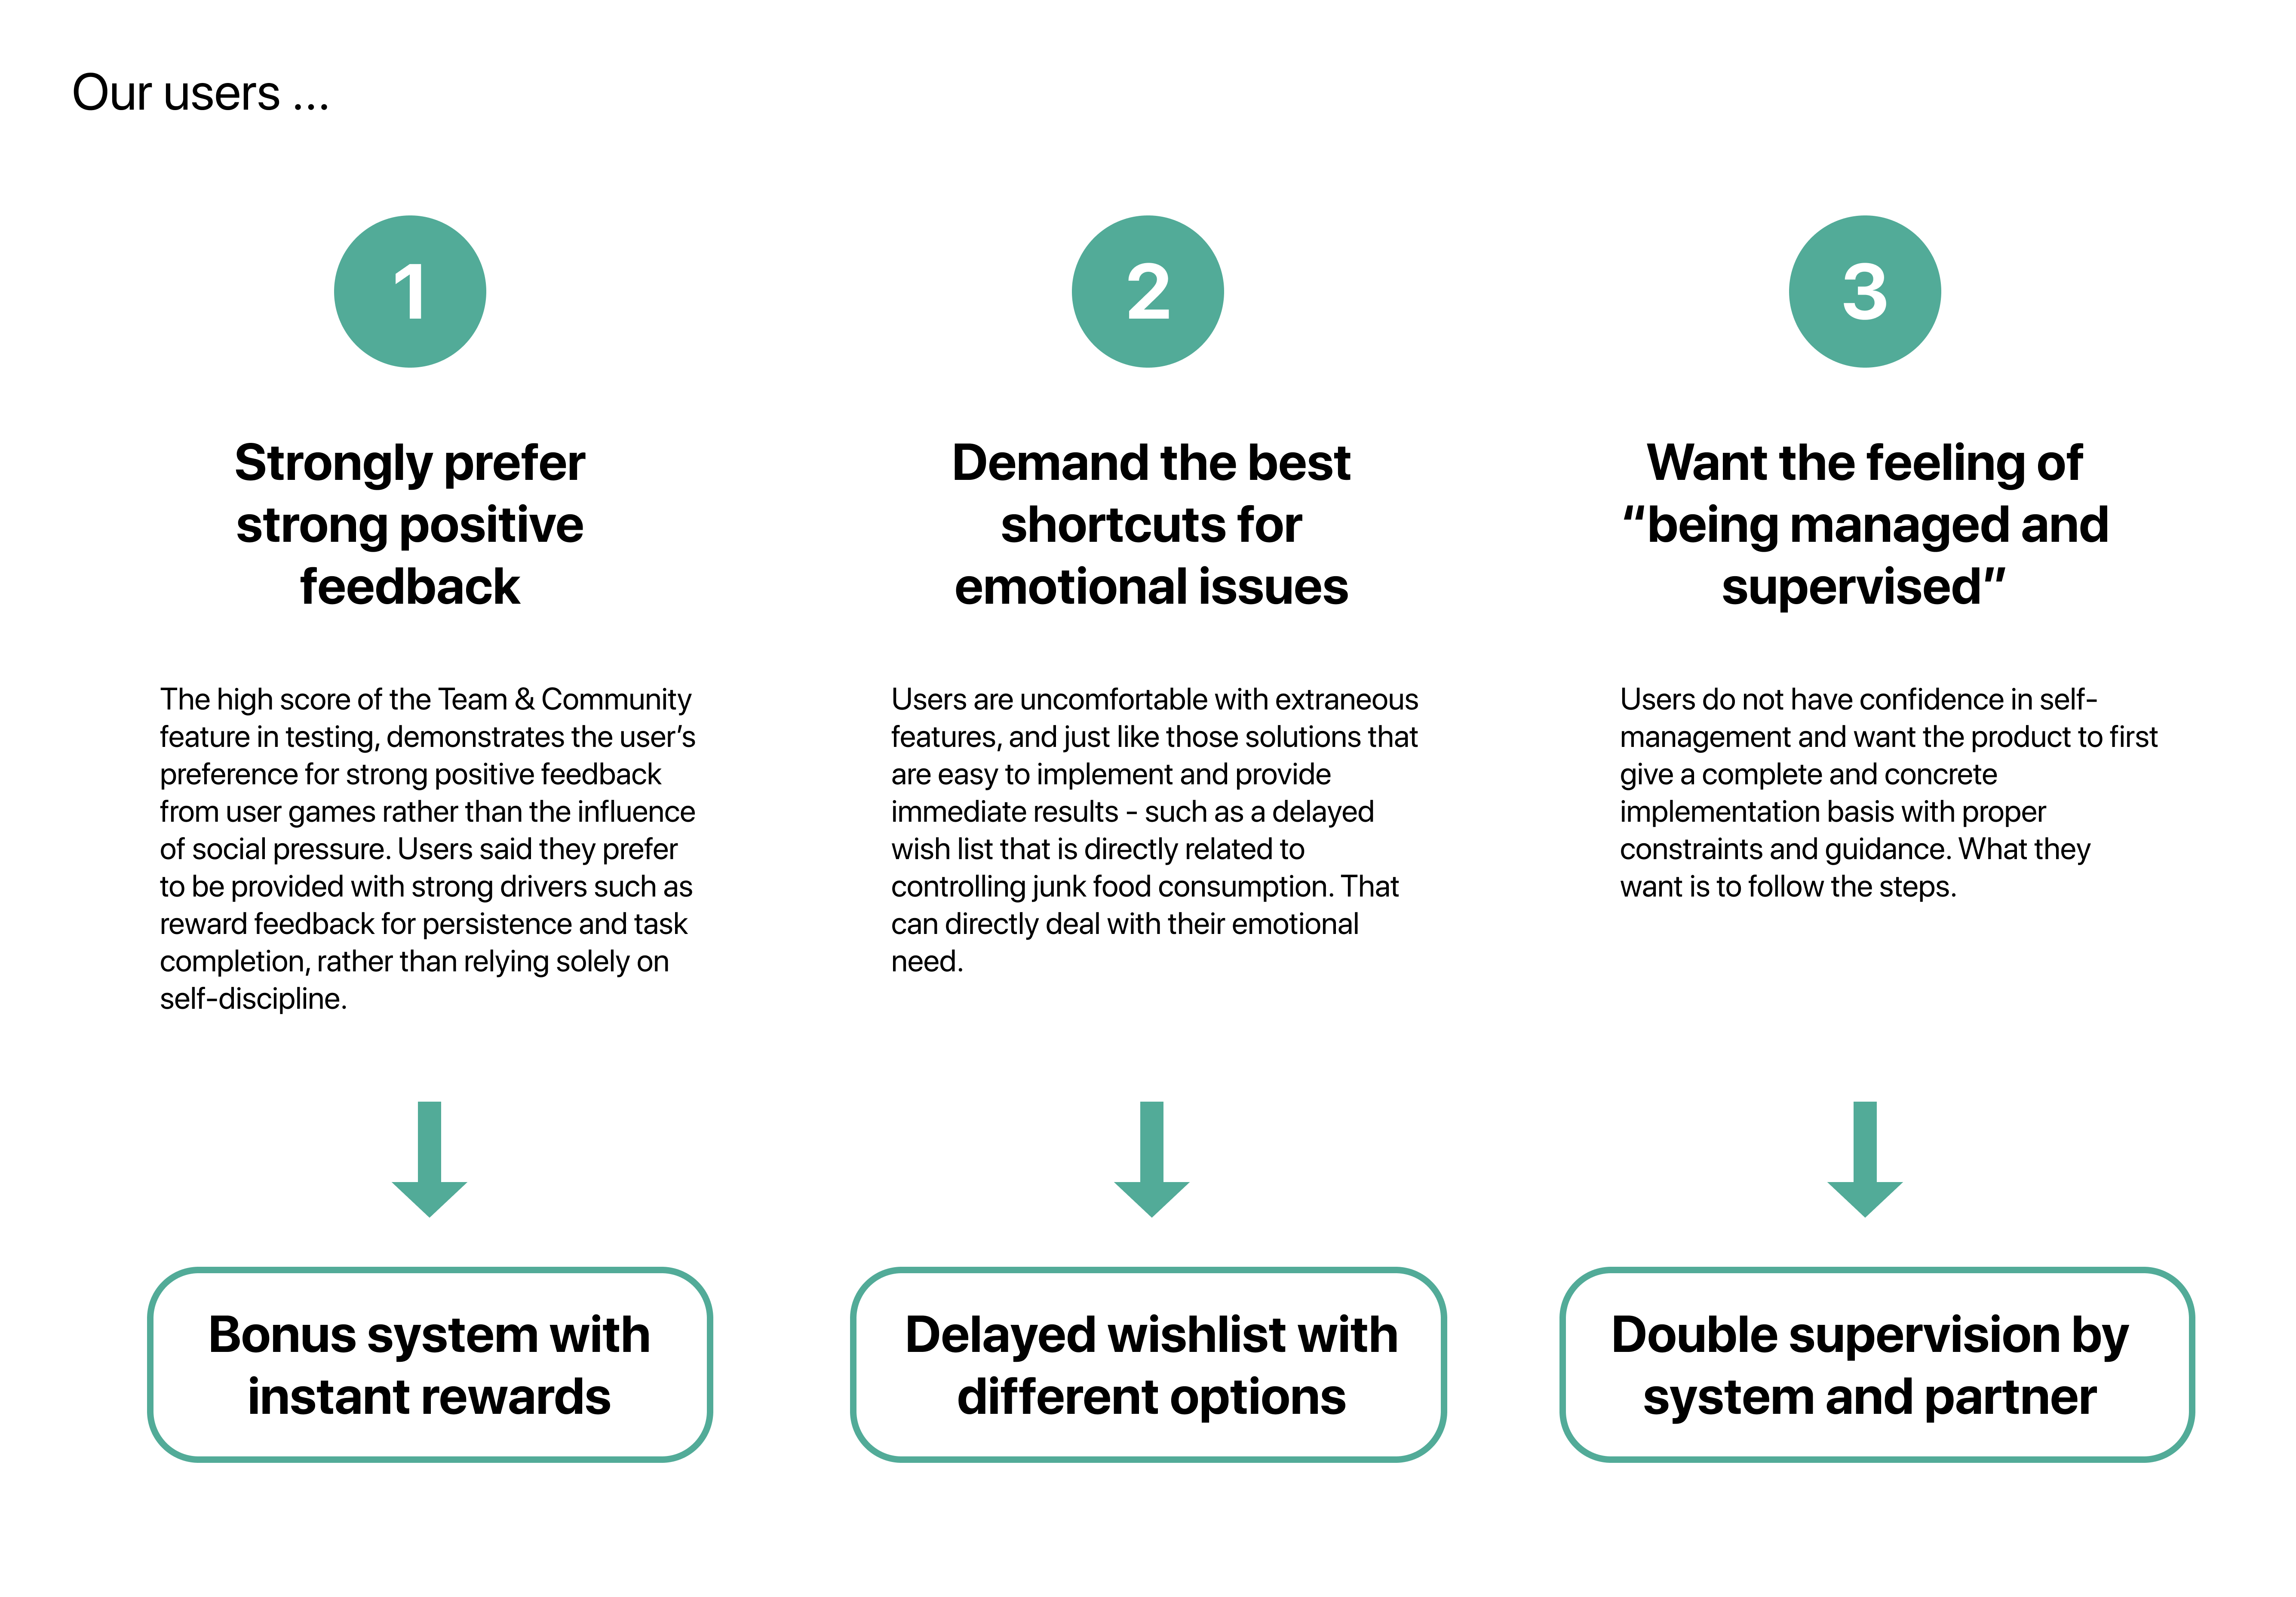 Our users ...
1
Strongly prefer
strong positive
feedback
The high score of the Team & Community
feature in testing, demonstrates the user’s
preference for strong positive feedback
from user games rather than the influence
of social pressure. Users said they prefer
to be provided with strong drivers such as
reward feedback for persistence and task
completion, rather than relying solely on
self-discipline.
Bonus system with
instant rewards
2
Demand the best
shortcuts for
emotional issues
Users are uncomfortable with extraneous
features, and just like those solutions that
are easy to implement and provide
immediate results - such as a delayed
wish list that is directly related to
controlling junk food consumption. That
can directly deal with their emotional
need.
Delayed wishlist with
different options
3
Want the feeling of
“being managed and
supervised”
Users do not have confidence in self-
management and want the product to first
give a complete and concrete
implementation basis with proper
constraints and guidance. What they
want is to follow the steps.
Double supervision by
system and partner